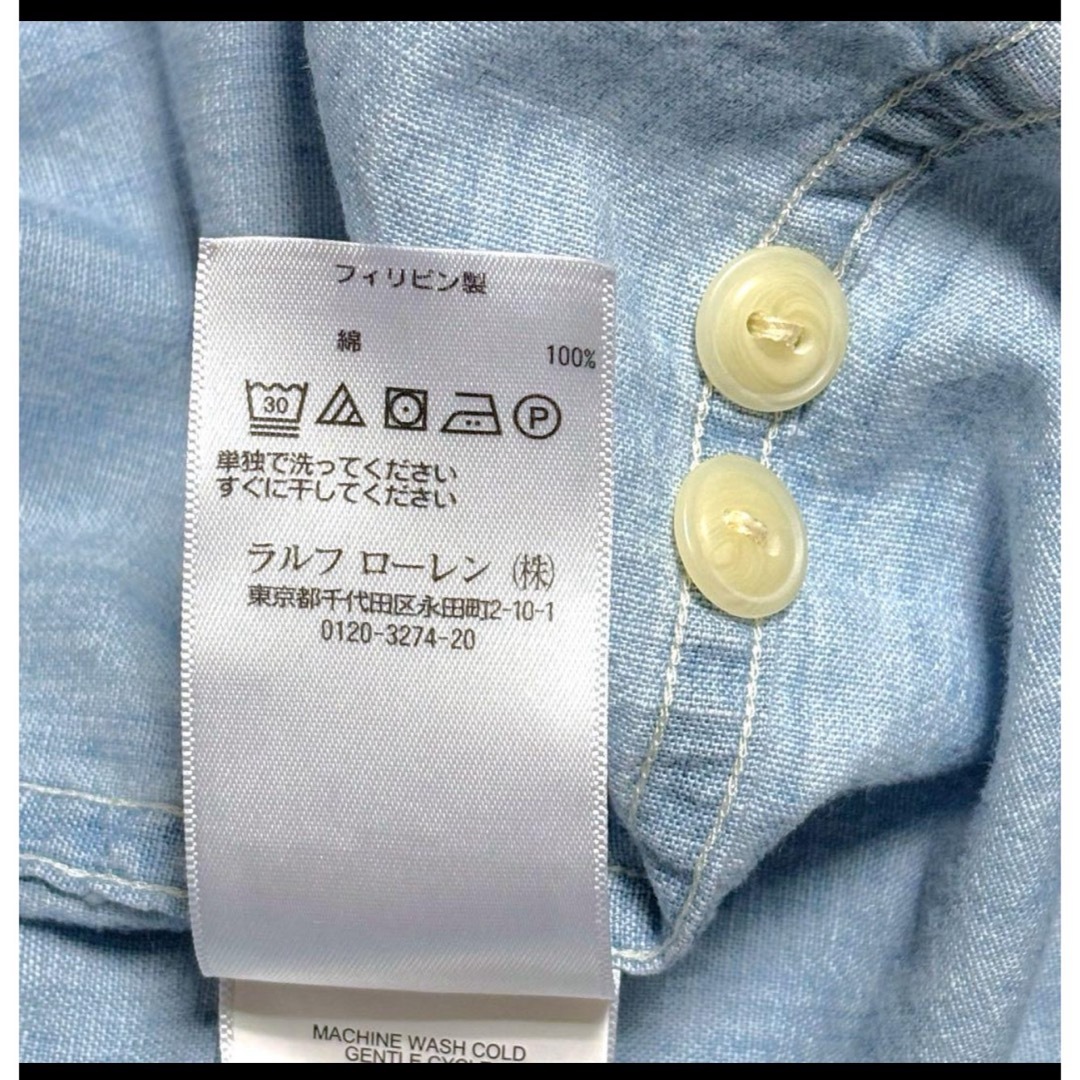 フィリピン製
綿 100%
30 P
単独で洗ってください
すぐに干してください
ラルフ ローレン (株)
東京都千代田区永田町2-10-1
0120-3274-20
MACHINE WASH COLD
GENTLE